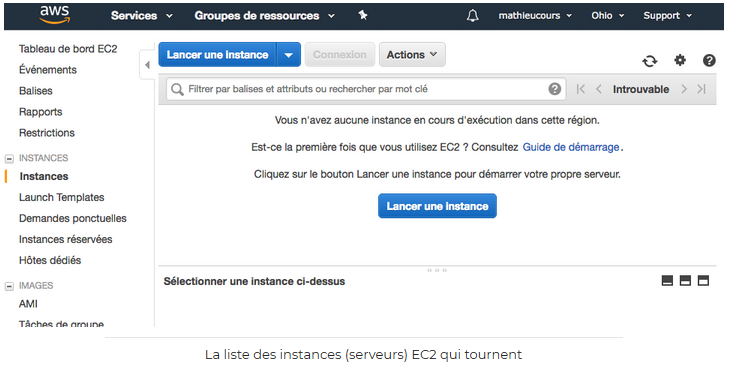 aws
Services
Groupes de ressources
mathieucours
Ohio
Support
Tableau de bord EC2
Événements
Balises
Rapports
Restrictions
INSTANCES
Instances
Launch Templates
Demandes ponctuelles
Instances réservées
Hôtes dédiés
IMAGES
AMI
Tâches de groupe
Lancer une instance
Connexion
Actions
Filtrer par balises et attributs ou rechercher par mot clé
Introuvable
Vous n'avez aucune instance en cours d'exécution dans cette région.
Est-ce la première fois que vous utilisez EC2 ? Consultez Guide de démarrage.
Cliquez sur le bouton Lancer une instance pour démarrer votre propre serveur.
Lancer une instance
Sélectionner une instance ci-dessus
La liste des instances (serveurs) EC2 qui tournent